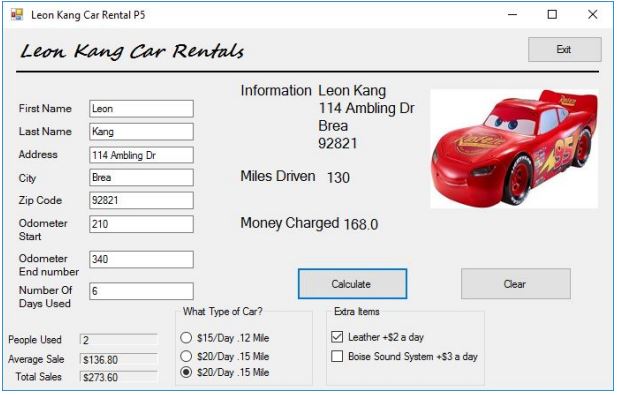 Leon Kang Car Rental P5
Leon Kang Car Rentals
Exit
First Name Leon
Last Name Kang
Address 114 Ambling Dr
City Brea
Zip Code 92821
Odometer
Start 210
Odometer
End number 340
Number Of
Days Used 6
Information Leon Kang
114 Ambling Dr
Brea
92821
Miles Driven 130
Money Charged 168.0
95
Calculate
Clear
What Type of Car?
$15/Day .12 Mile
$20/Day .15 Mile
$20/Day .15 Mile
Extra Items
Leather +$2 a day
Boise Sound System +$3 a day
People Used 2
Average Sale $136.80
Total Sales $273.60